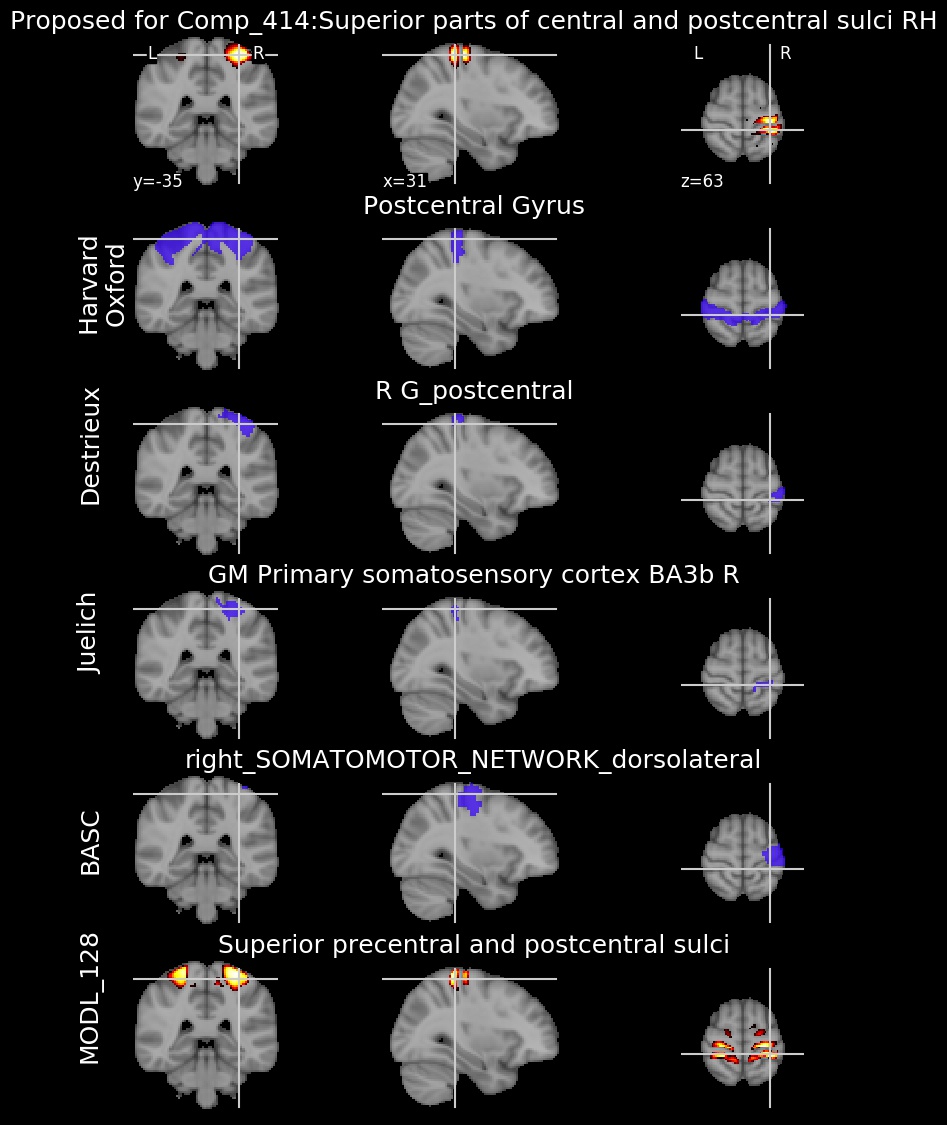 Proposed for Comp_414:Superior parts of central and postcentral sulci RH
L R
L R
y=-35 x=31 z=63
Postcentral Gyrus
Harvard
Oxford
R G_postcentral
Destrieux
GM Primary somatosensory cortex BA3b R
Juelich
right_SOMATOMOTOR_NETWORK_dorsolateral
BASC
Superior precentral and postcentral sulci
MODL_128